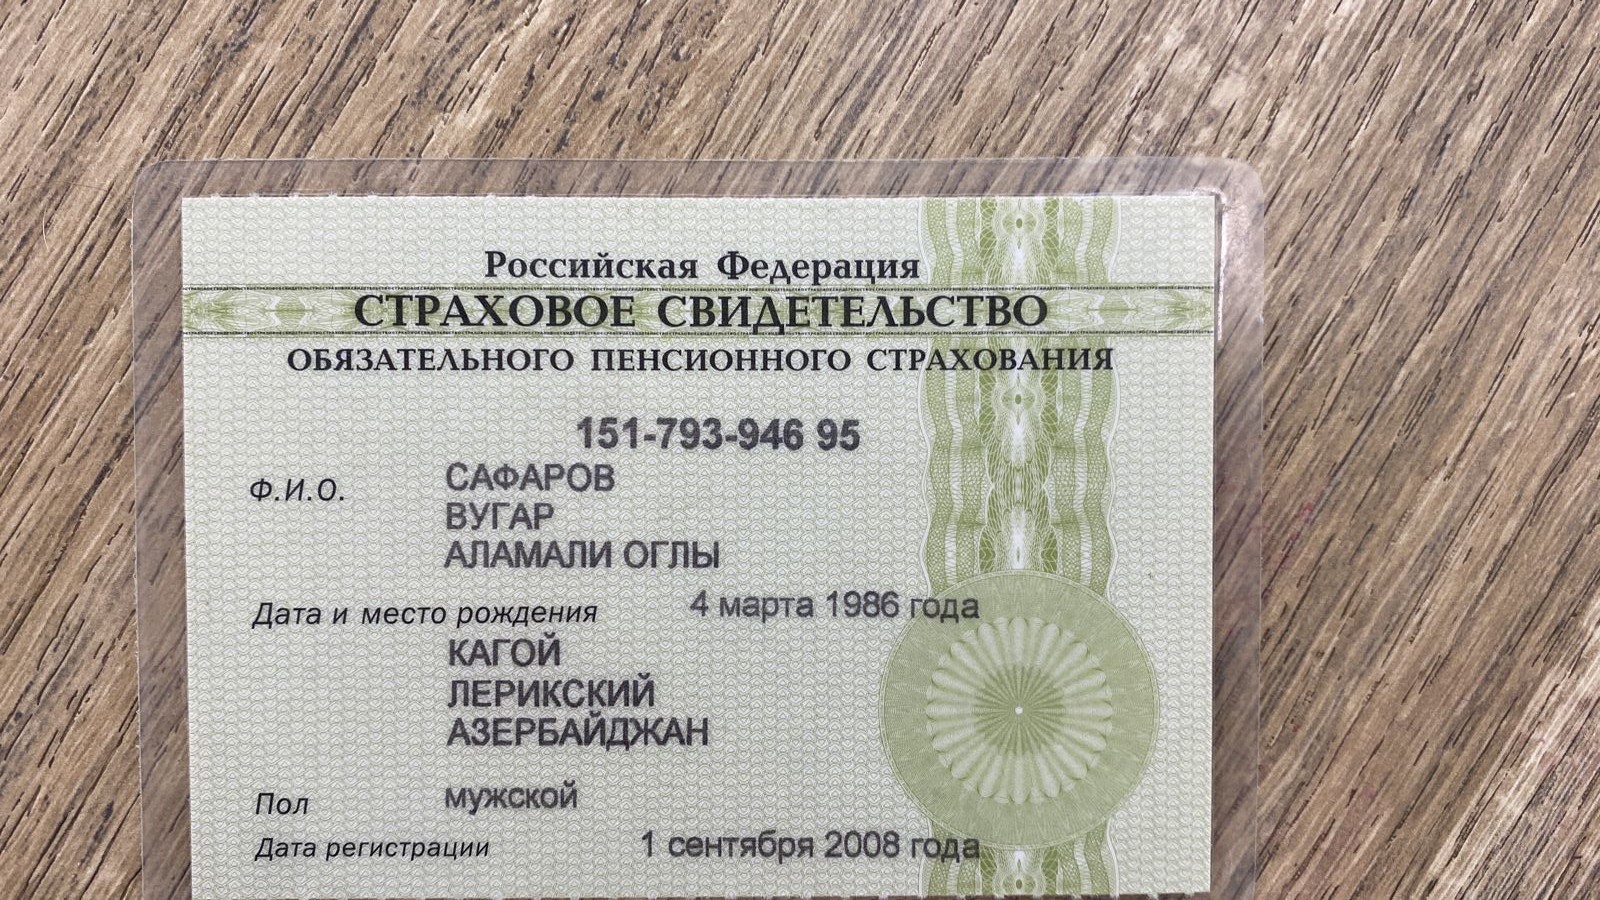 Российская Федерация
СТРАХОВОЕ СВИДЕТЕЛЬСТВО
ОБЯЗАТЕЛЬНОГО ПЕНСИОННОГО СТРАХОВАНИЯ
151-793-946 95
Ф.И.О. САФАРОВ
ВУГАР
АЛАМАЛИ ОГЛЫ
Дата и место рождения 4 марта 1986 года
КАГОЙ
ЛЕРИКСКИЙ
АЗЕРБАЙДЖАН
Пол мужской
Дата регистрации 1 сентября 2008 года